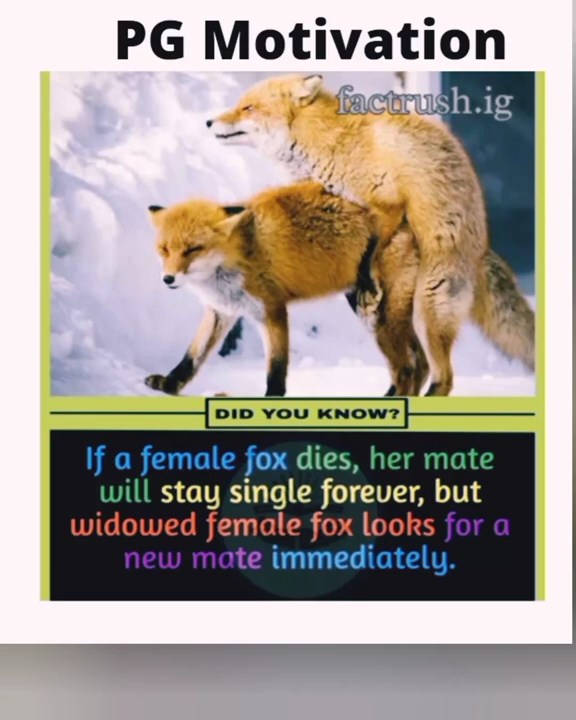 PG Motivation
factrush.ig
DID YOU KNOW?
If a female fox dies, her mate
will stay single forever, but
widowed female fox looks for a
new mate immediately.